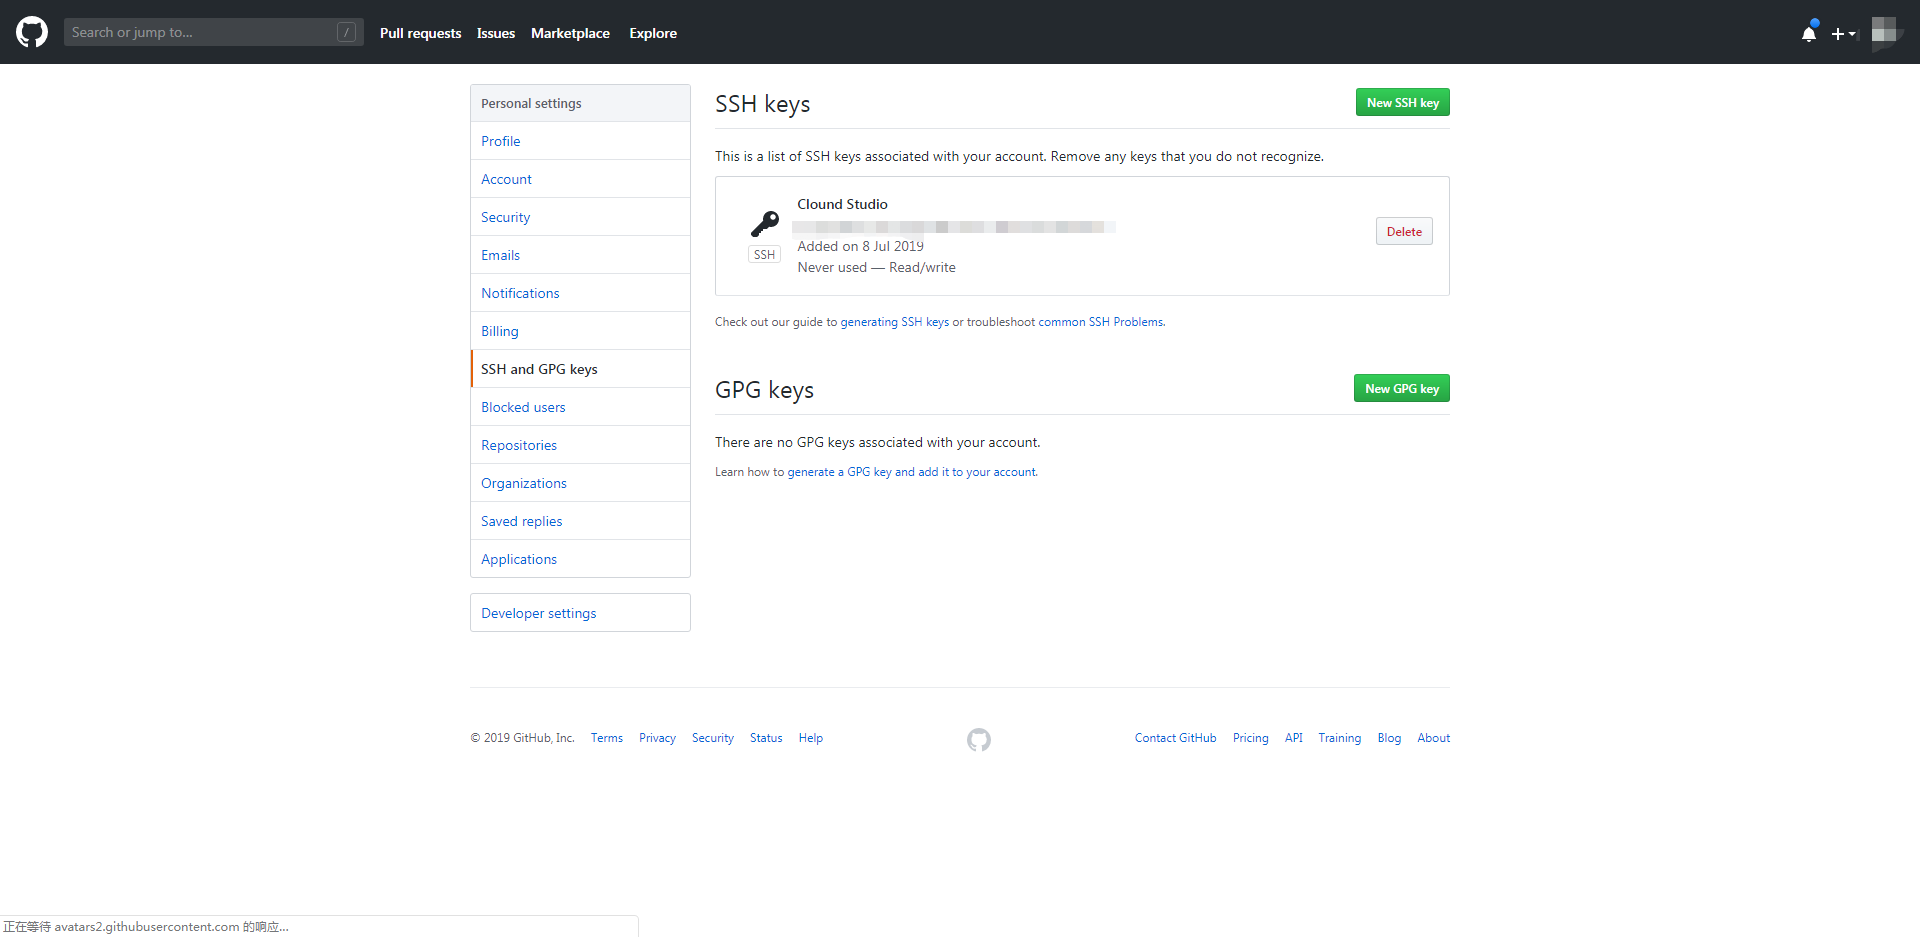 Search or jump to... /
Pull requests Issues Marketplace Explore
Personal settings
Profile
Account
Security
Emails
Notifications
Billing
SSH and GPG keys
Blocked users
Repositories
Organizations
Saved replies
Applications
Developer settings
SSH keys
New SSH key
This is a list of SSH keys associated with your account. Remove any keys that you do not recognize.
Clound Studio
SSH
Added on 8 Jul 2019
Never used — Read/write
Delete
Check out our guide to generating SSH keys or troubleshoot common SSH Problems.
GPG keys
New GPG key
There are no GPG keys associated with your account.
Learn how to generate a GPG key and add it to your account.
© 2019 GitHub, Inc. Terms Privacy Security Status Help
Contact GitHub Pricing API Training Blog About
正在等待 avatars2.githubusercontent.com 的响应...